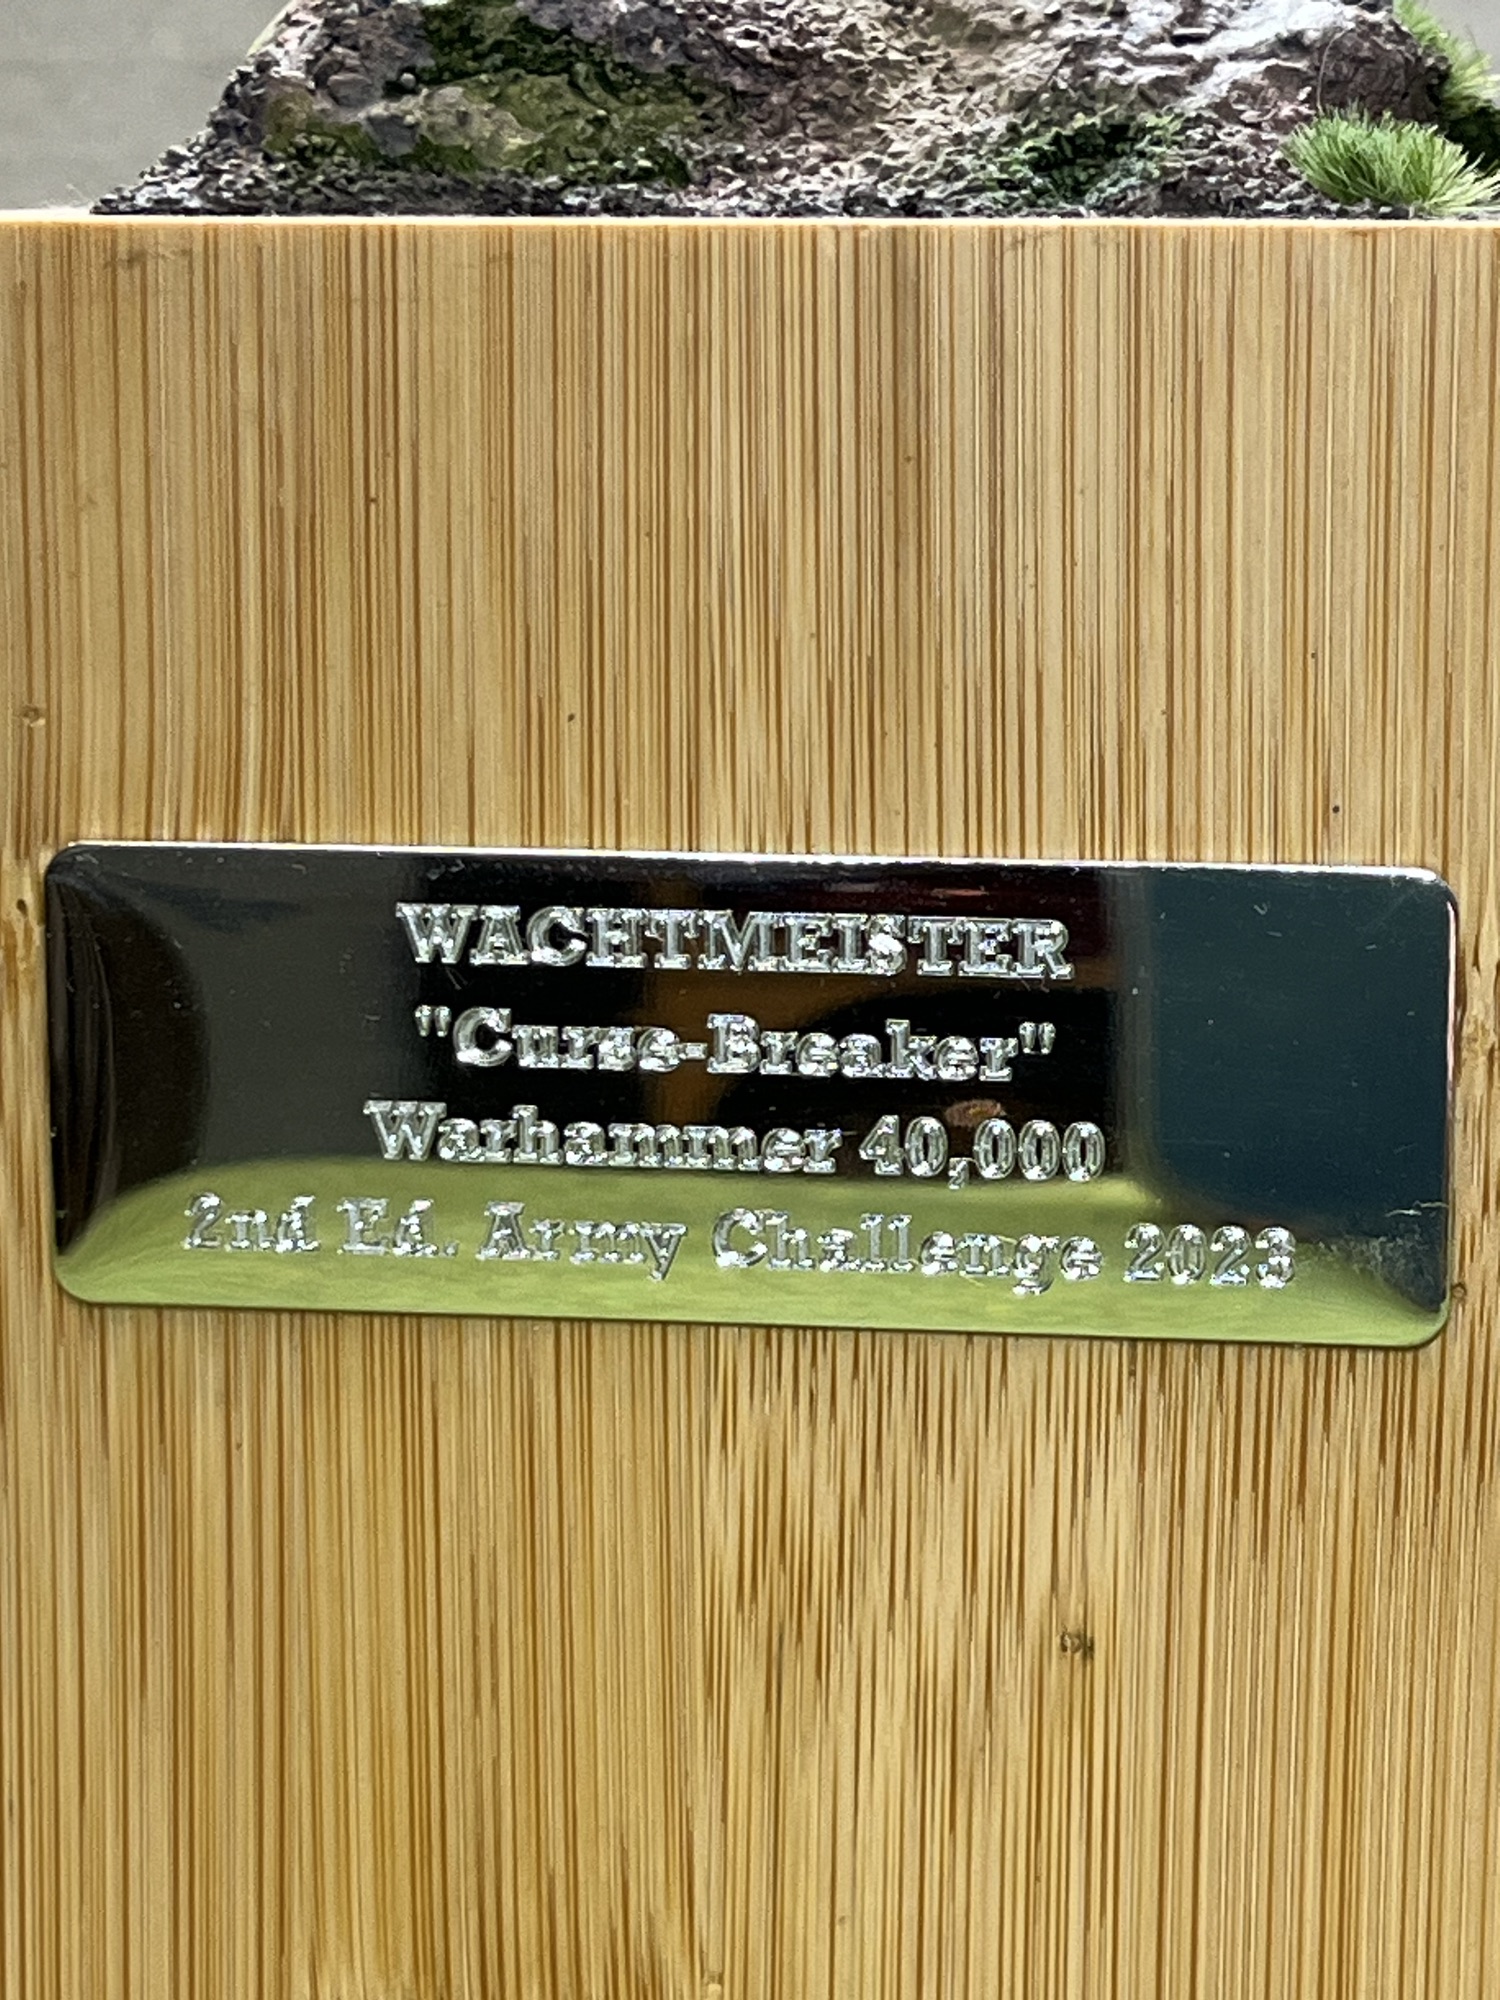 WACHTMEISTER
"Curse-Breaker"
Warhammer 40,000
2nd Ed. Army Challenge 2023